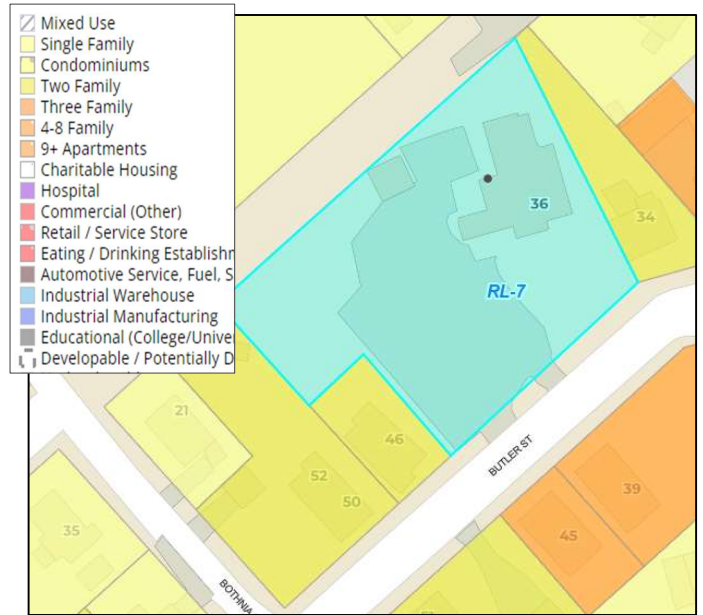 Mixed Use
Single Family
Condominiums
Two Family
Three Family
4-8 Family
9+ Apartments
Charitable Housing
Hospital
Commercial (Other)
Retail / Service Store
Eating / Drinking Establishn
Automotive Service, Fuel, S
Industrial Warehouse
Industrial Manufacturing
Educational (College/Univer
Developable / Potentially D
36
34
RL-7
21
46
BUTLER ST
52
50
39
35
45
BOTHNIA